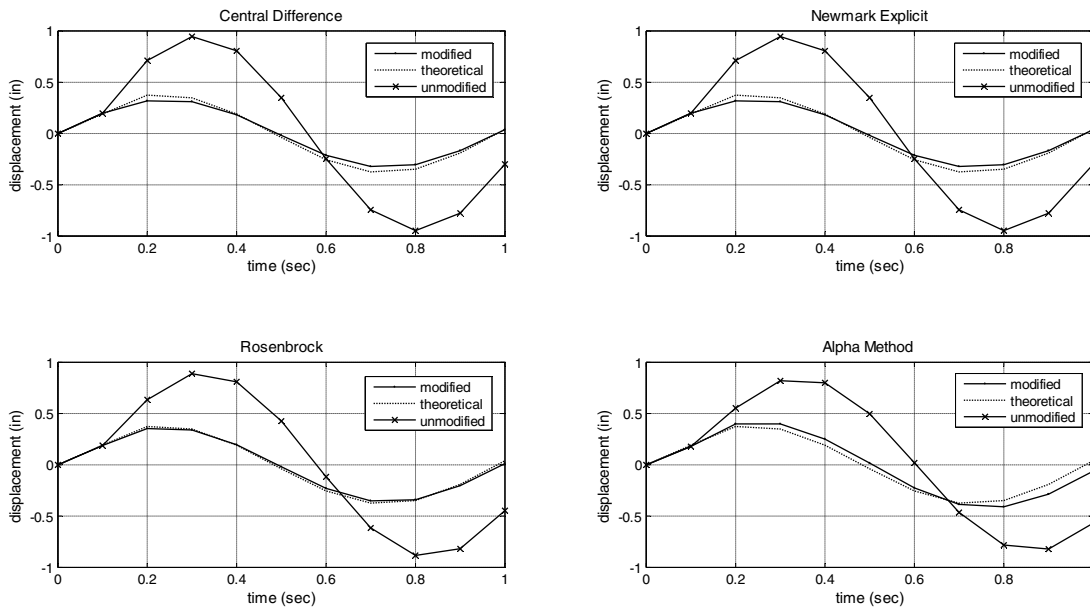 Central Difference
1
0.5
0
-0.5
-1
displacement (in)
modified
theoretical
unmodified
0
0.2
0.4
0.6
0.8
1
time (sec)
Newmark Explicit
1
0.5
0
-0.5
-1
displacement (in)
modified
theoretical
unmodified
0
0.2
0.4
0.6
0.8
time (sec)
Rosenbrock
1
0.5
0
-0.5
-1
displacement (in)
modified
theoretical
unmodified
0
0.2
0.4
0.6
0.8
1
time (sec)
Alpha Method
1
0.5
0
-0.5
-1
displacement (in)
modified
theoretical
unmodified
0
0.2
0.4
0.6
0.8
time (sec)